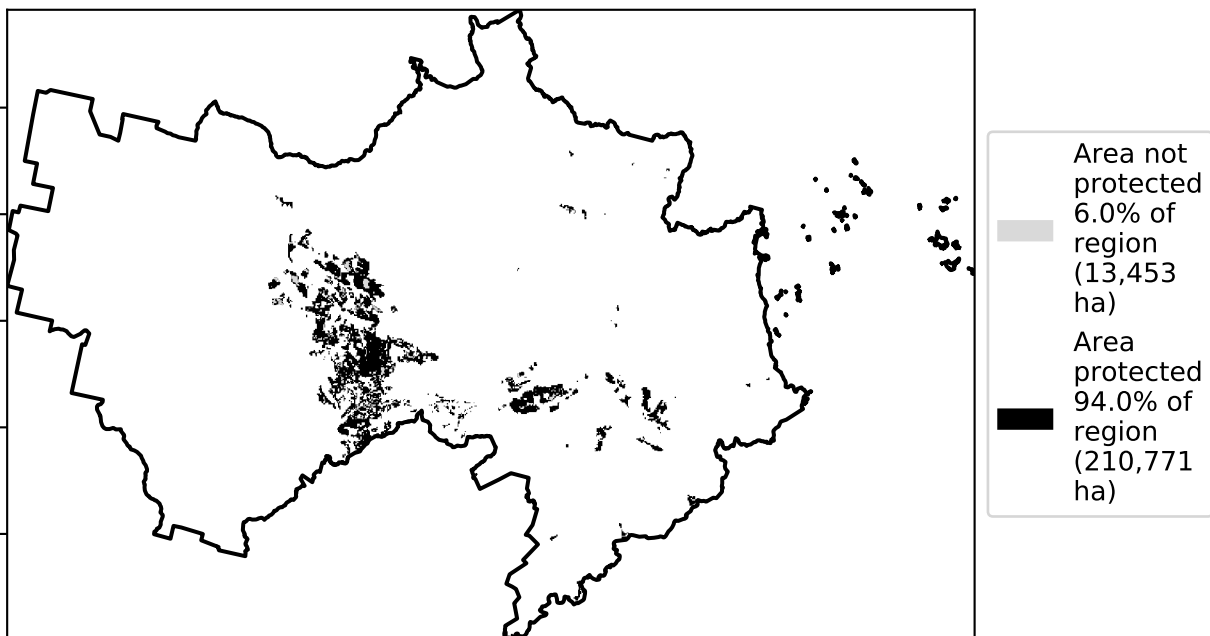 Area not
protected
6.0% of
region
(13,453
ha)
Area
protected
94.0% of
region
(210,771
ha)